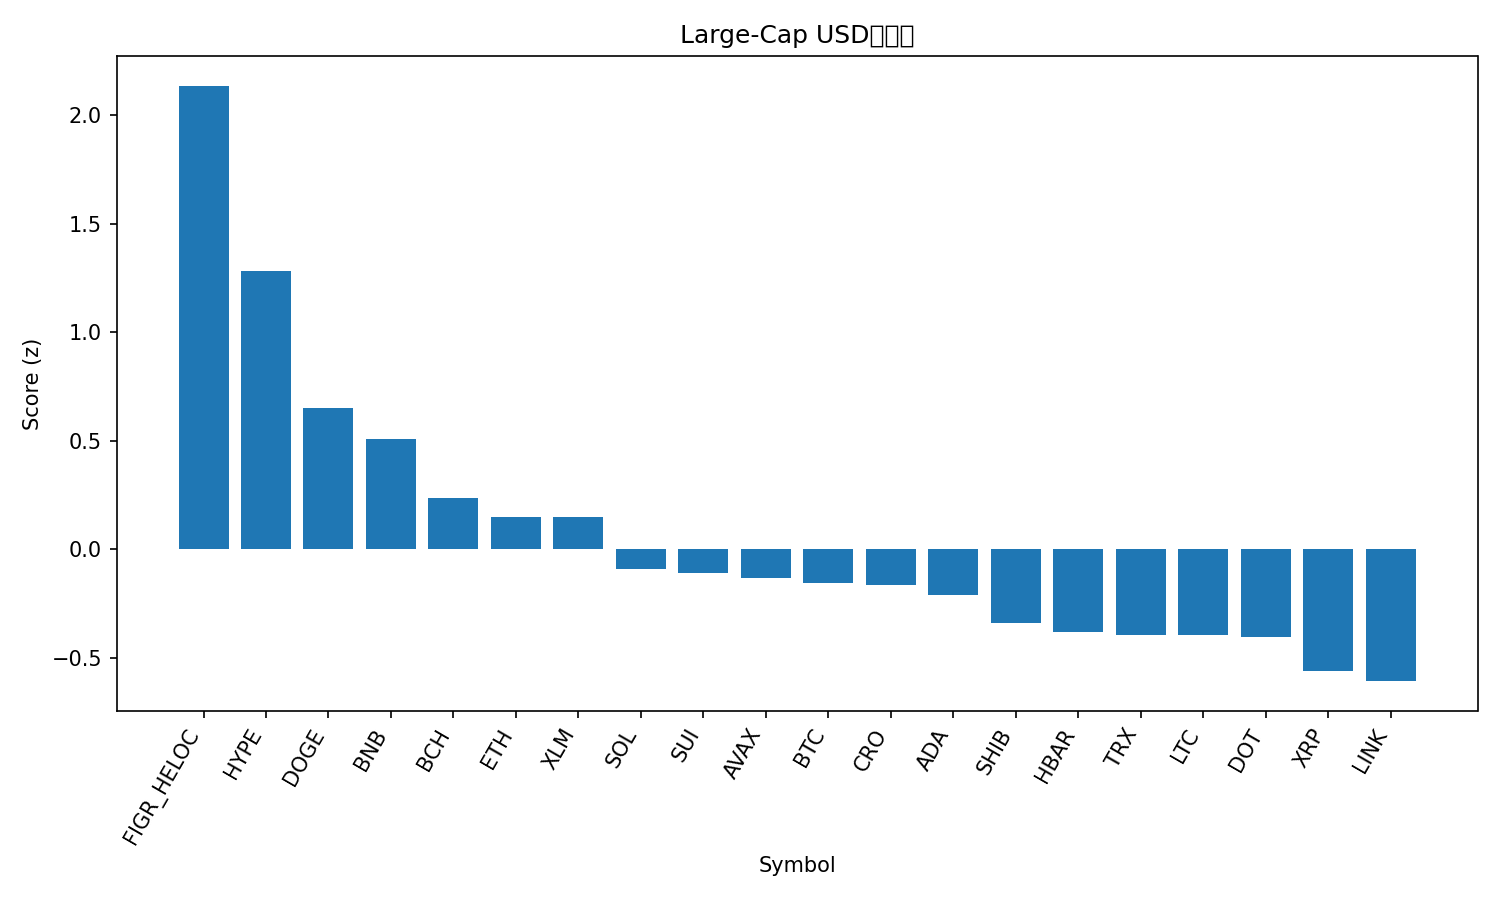 Large-Cap USD
Score (z)
2.0
1.5
1.0
0.5
0.0
−0.5
FIGR_HELOC
HYPE
DOGE
BNB
BCH
ETH
XLM
SOL
SUI
AVAX
BTC
CRO
ADA
SHIB
HBAR
TRX
LTC
DOT
XRP
LINK
Symbol